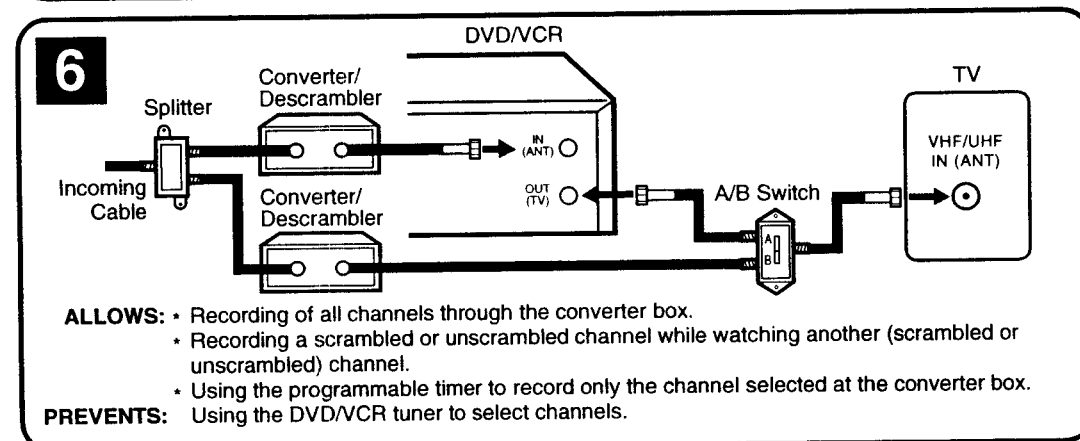 6
DVD/VCR
Converter/
Descrambler
TV
Splitter
IN
(ANT)
VHF/UHF
IN (ANT)
Incoming
Cable
Converter/
Descrambler
OUT
(TV)
A/B Switch
A
B
ALLOWS: * Recording of all channels through the converter box.
* Recording a scrambled or unscrambled channel while watching another (scrambled or
unscrambled) channel.
* Using the programmable timer to record only the channel selected at the converter box.
PREVENTS: Using the DVD/VCR tuner to select channels.